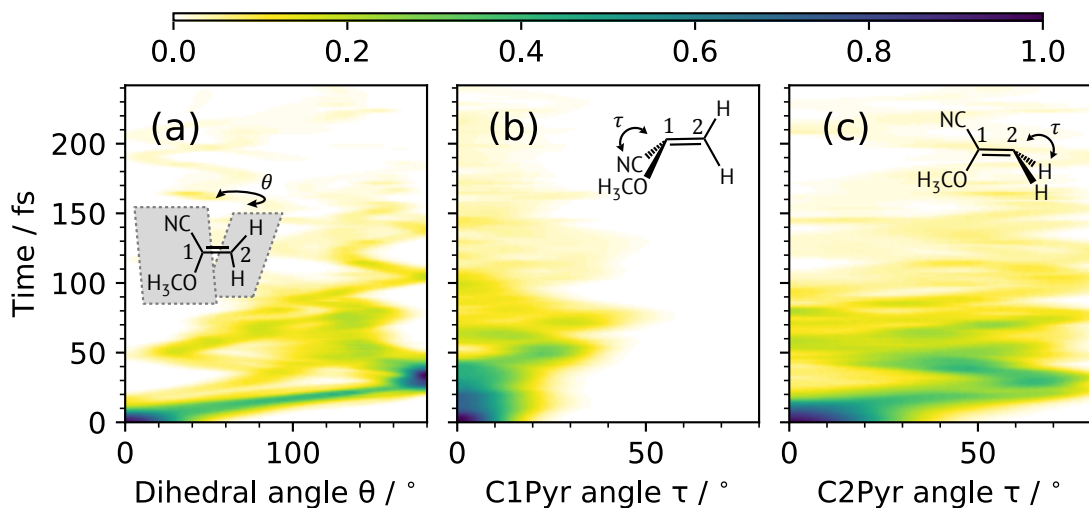 0.0 0.2 0.4 0.6 0.8 1.0
(a) (b) (c)
Time / fs
0
50
100
150
200
θ
NC
H
1 2
H₃CO
H
τ
1 2
H
NC
H₃CO
H
NC
1 2
τ
H
H₃CO
H
0 100
0 50
0 50
Dihedral angle θ / °
C1Pyr angle τ / °
C2Pyr angle τ / °